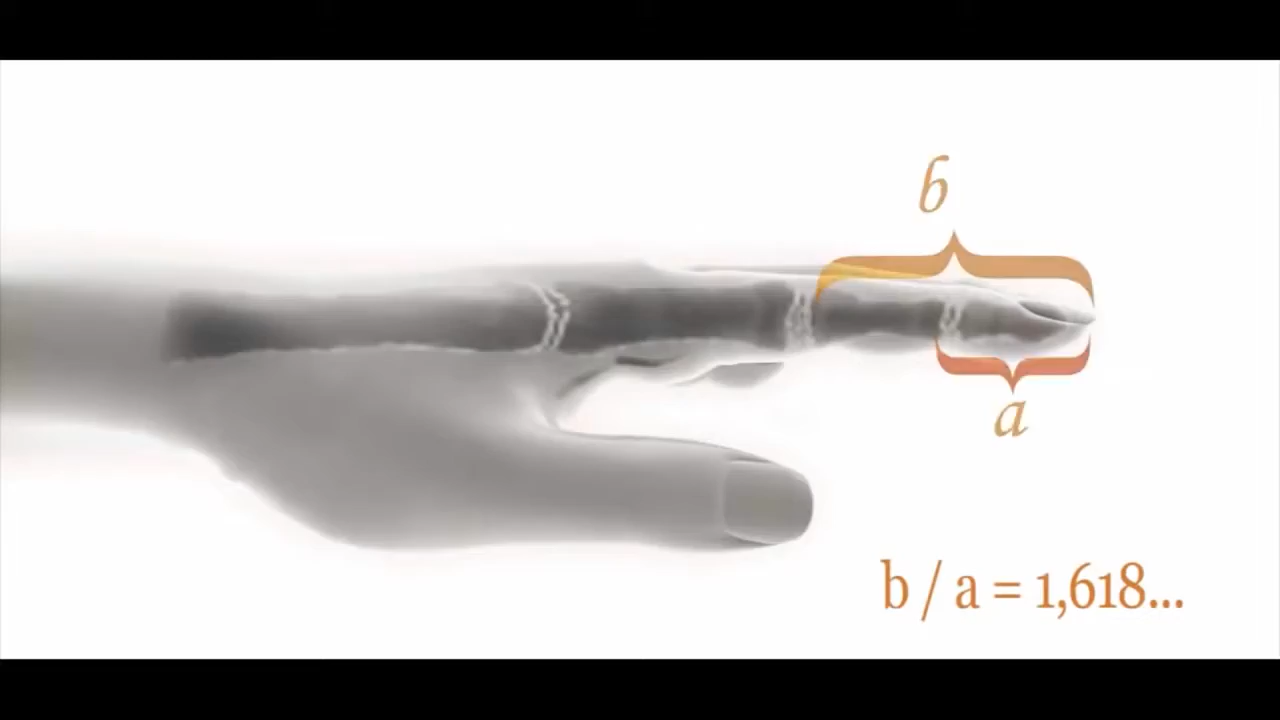 b
a
b / a = 1,618...